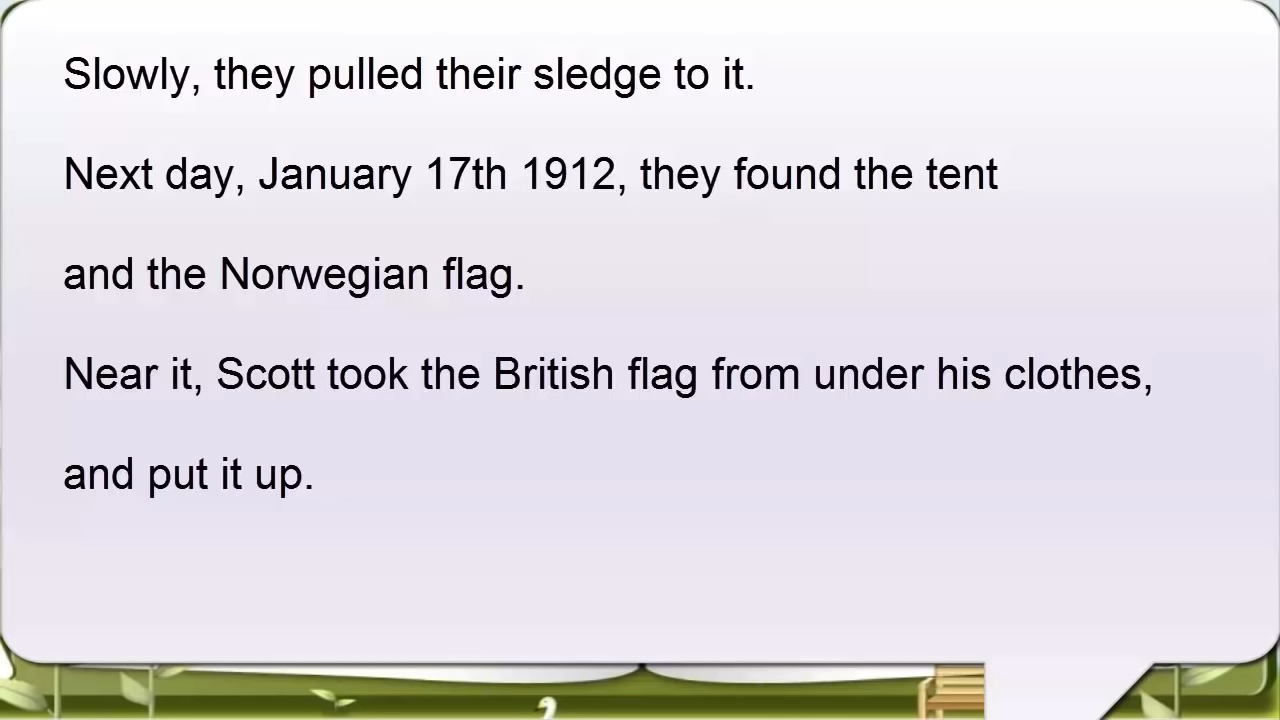 Slowly, they pulled their sledge to it.
Next day, January 17th 1912, they found the tent
and the Norwegian flag.
Near it, Scott took the British flag from under his clothes,
and put it up.